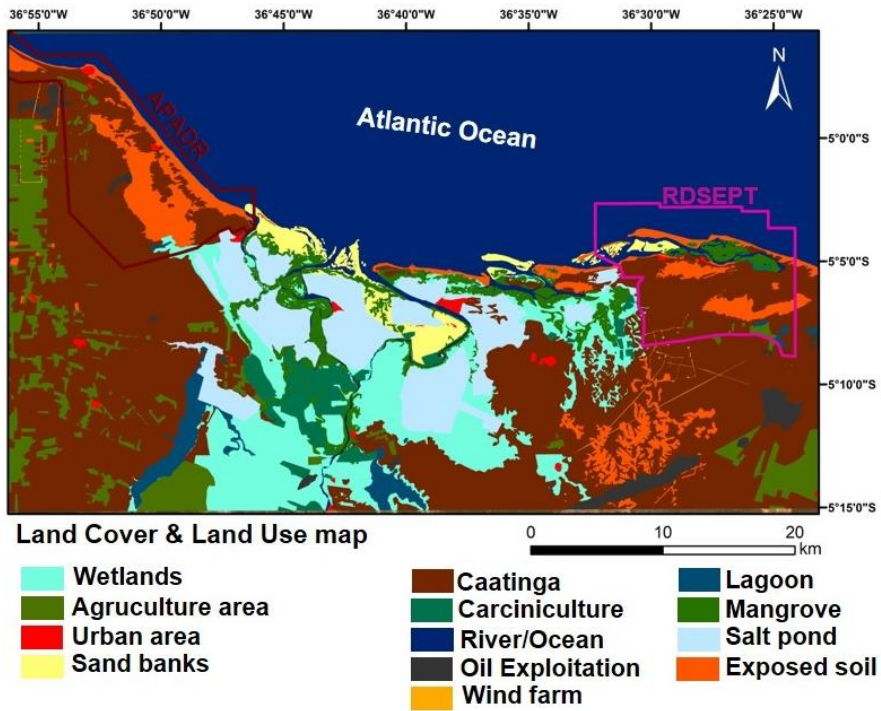 36°55'0"W 36°50'0"W 36°45'0"W 36°40'0"W 36°35'0"W 36°30'0"W 36°25'0"W
N
APADR
Atlantic Ocean
5°0'0"S
RDSEPT
5°5'0"S
5°10'0"S
5°15'0"S
Land Cover & Land Use map
0 10 20
km
Wetlands
Agruculture area
Urban area
Sand banks
Caatinga
Carciniculture
River/Ocean
Oil Exploitation
Wind farm
Lagoon
Mangrove
Salt pond
Exposed soil